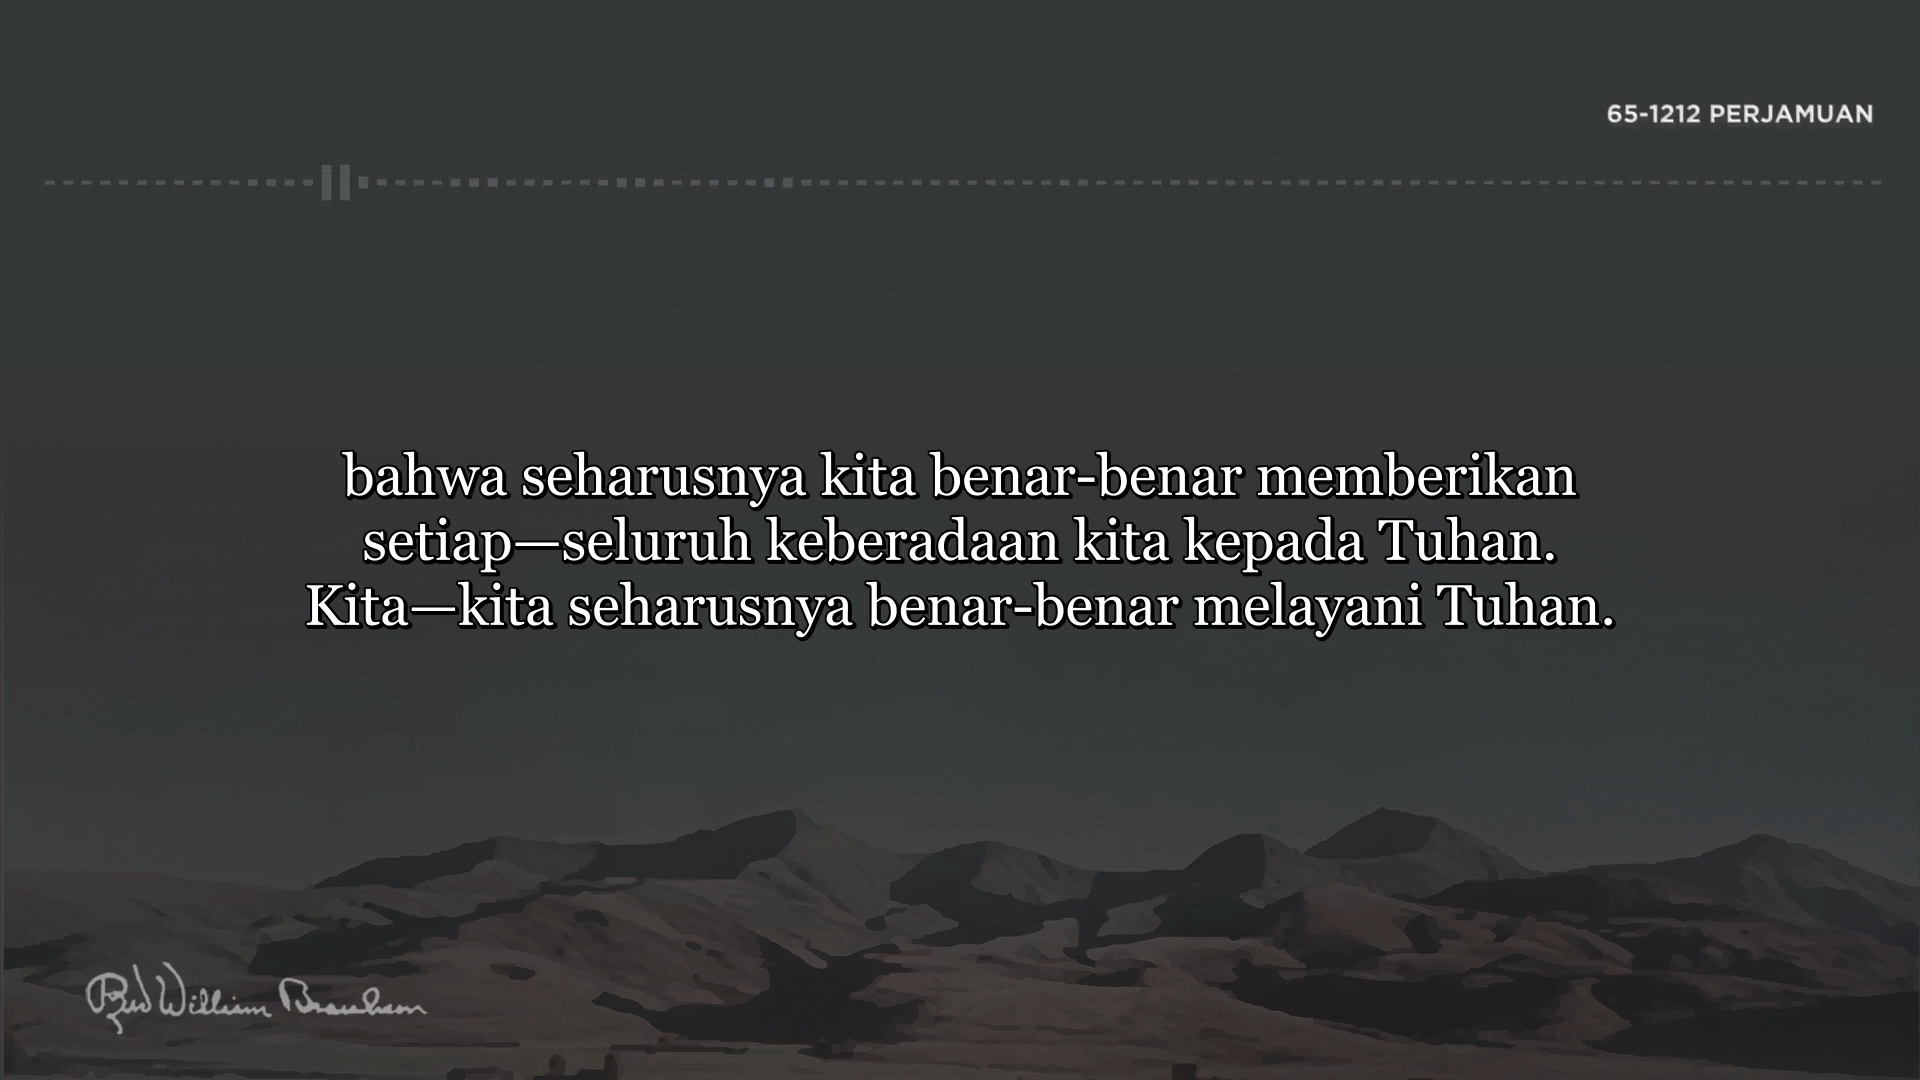 65-1212 PERJAMUAN
bahwa seharusnya kita benar-benar memberikan
setiap—seluruh keberadaan kita kepada Tuhan.
Kita—kita seharusnya benar-benar melayani Tuhan.
William Branham